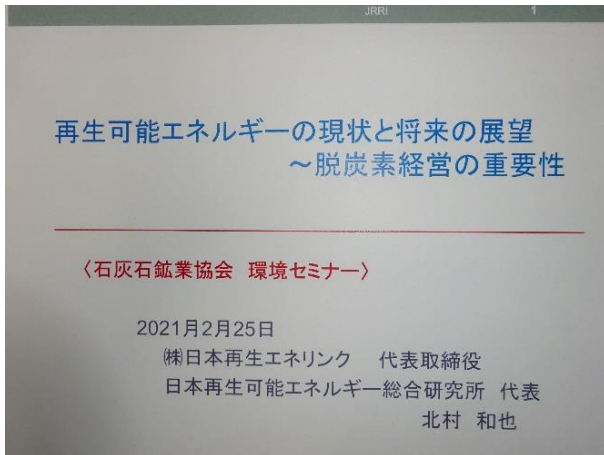 JRRI 1
再生可能エネルギーの現状と将来の展望
～脱炭素経営の重要性
〈石灰石鉱業協会 環境セミナー〉
2021月2月25日
㈱日本再生エネリンク 代表取締役
日本再生可能エネルギー総合研究所 代表
北村 和也